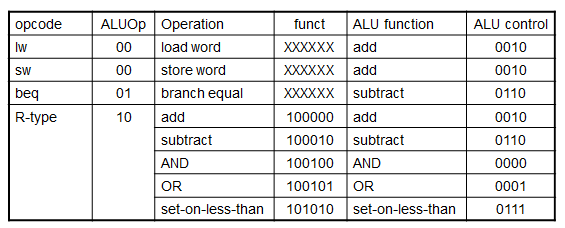 opcode ALUOp Operation funct ALU function ALU control
lw 00 load word XXXXXX add 0010
sw 00 store word XXXXXX add 0010
beq 01 branch equal XXXXXX subtract 0110
R-type 10 add 100000 add 0010
subtract 100010 subtract 0110
AND 100100 AND 0000
OR 100101 OR 0001
set-on-less-than 101010 set-on-less-than 0111